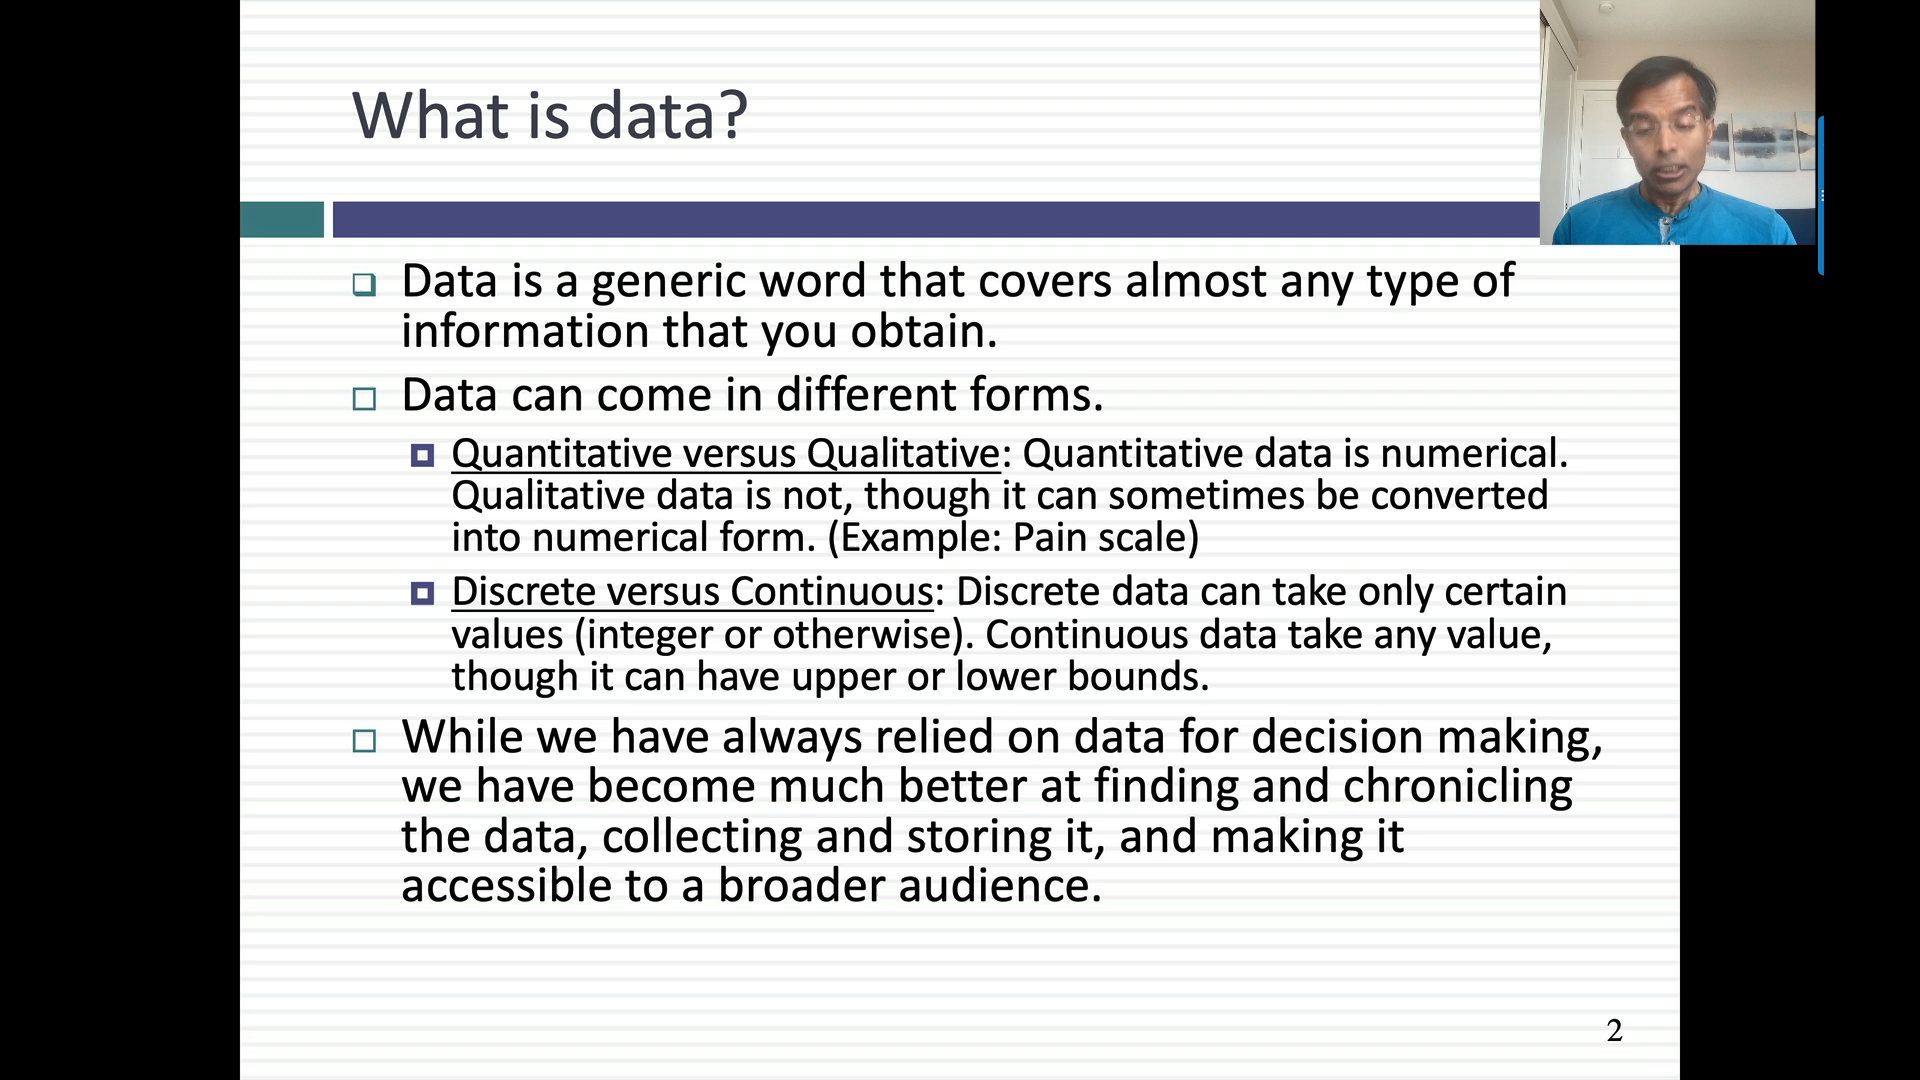 What is data?
Data is a generic word that covers almost any type of
information that you obtain.
Data can come in different forms.
Quantitative versus Qualitative: Quantitative data is numerical.
Qualitative data is not, though it can sometimes be converted
into numerical form. (Example: Pain scale)
Discrete versus Continuous: Discrete data can take only certain
values (integer or otherwise). Continuous data take any value,
though it can have upper or lower bounds.
While we have always relied on data for decision making,
we have become much better at finding and chronicling
the data, collecting and storing it, and making it
accessible to a broader audience.
2